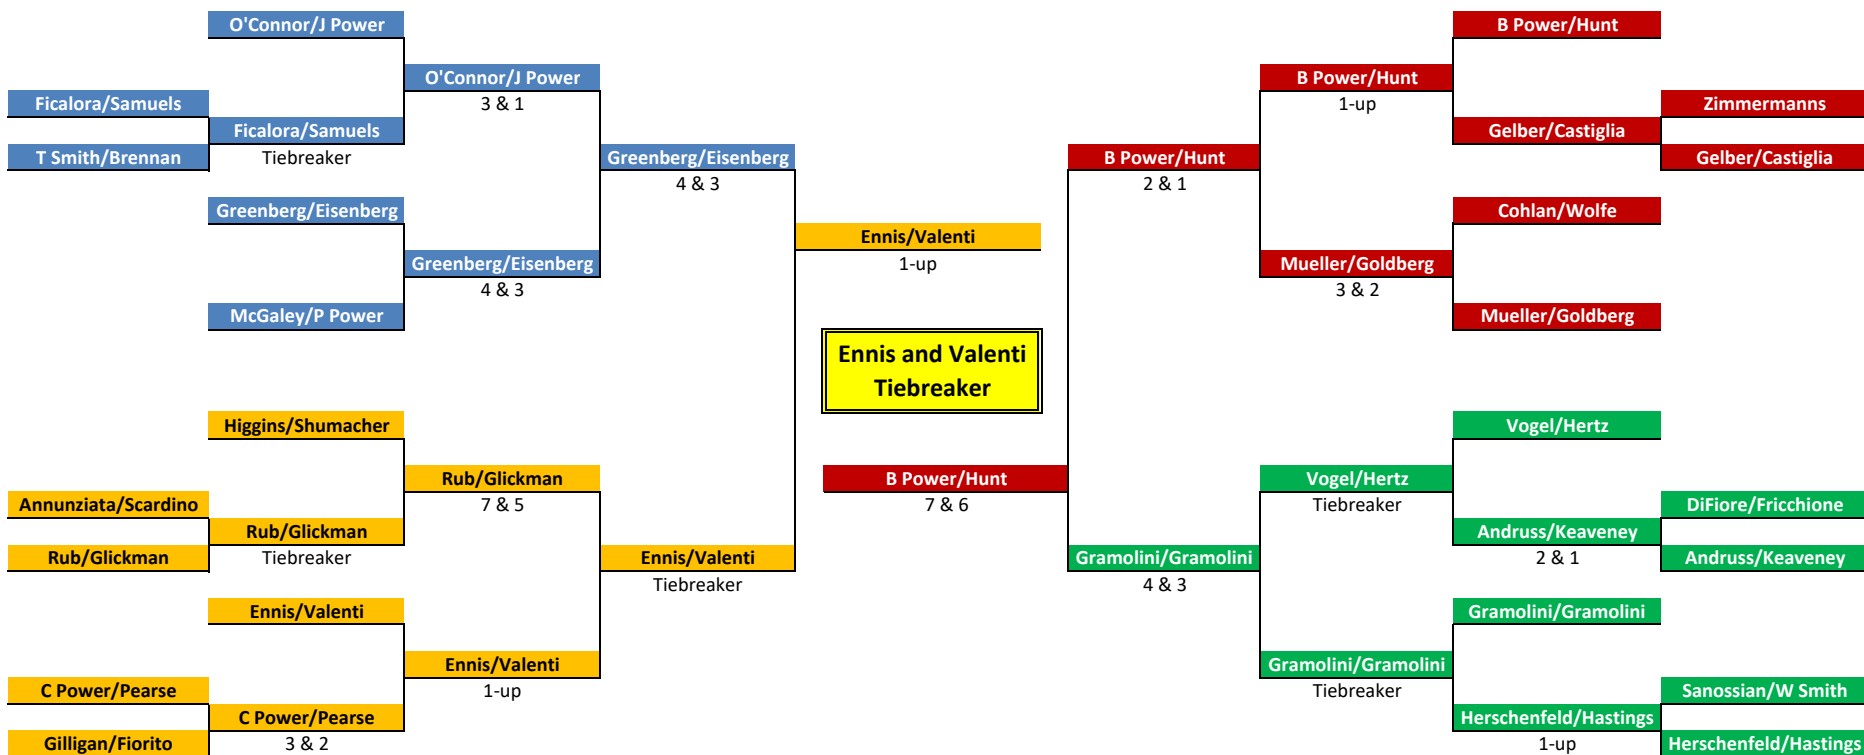 O'Connor/J Power
B Power/Hunt
O'Connor/J Power
B Power/Hunt
Ficalora/Samuels
3 & 1
1-up
Zimmermanns
Ficalora/Samuels
Gelber/Castiglia
T Smith/Brennan
Tiebreaker
Greenberg/Eisenberg
B Power/Hunt
Gelber/Castiglia
4 & 3
2 & 1
Greenberg/Eisenberg
Cohlan/Wolfe
Ennis/Valenti
Greenberg/Eisenberg
1-up
Mueller/Goldberg
4 & 3
3 & 2
McGaley/P Power
Mueller/Goldberg
Ennis and Valenti
Tiebreaker
Higgins/Shumacher
Vogel/Hertz
Rub/Glickman
B Power/Hunt
Vogel/Hertz
Annunziata/Scardino
7 & 5
7 & 6
Tiebreaker
DiFiore/Fricchione
Rub/Glickman
Andruss/Keaveney
Rub/Glickman
Tiebreaker
Ennis/Valenti
Gramolini/Gramolini
2 & 1
Andruss/Keaveney
Tiebreaker
4 & 3
Ennis/Valenti
Gramolini/Gramolini
Ennis/Valenti
Gramolini/Gramolini
C Power/Pearse
1-up
Tiebreaker
Sanossian/W Smith
C Power/Pearse
Herschenfeld/Hastings
Gilligan/Fiorito
3 & 2
1-up
Herschenfeld/Hastings